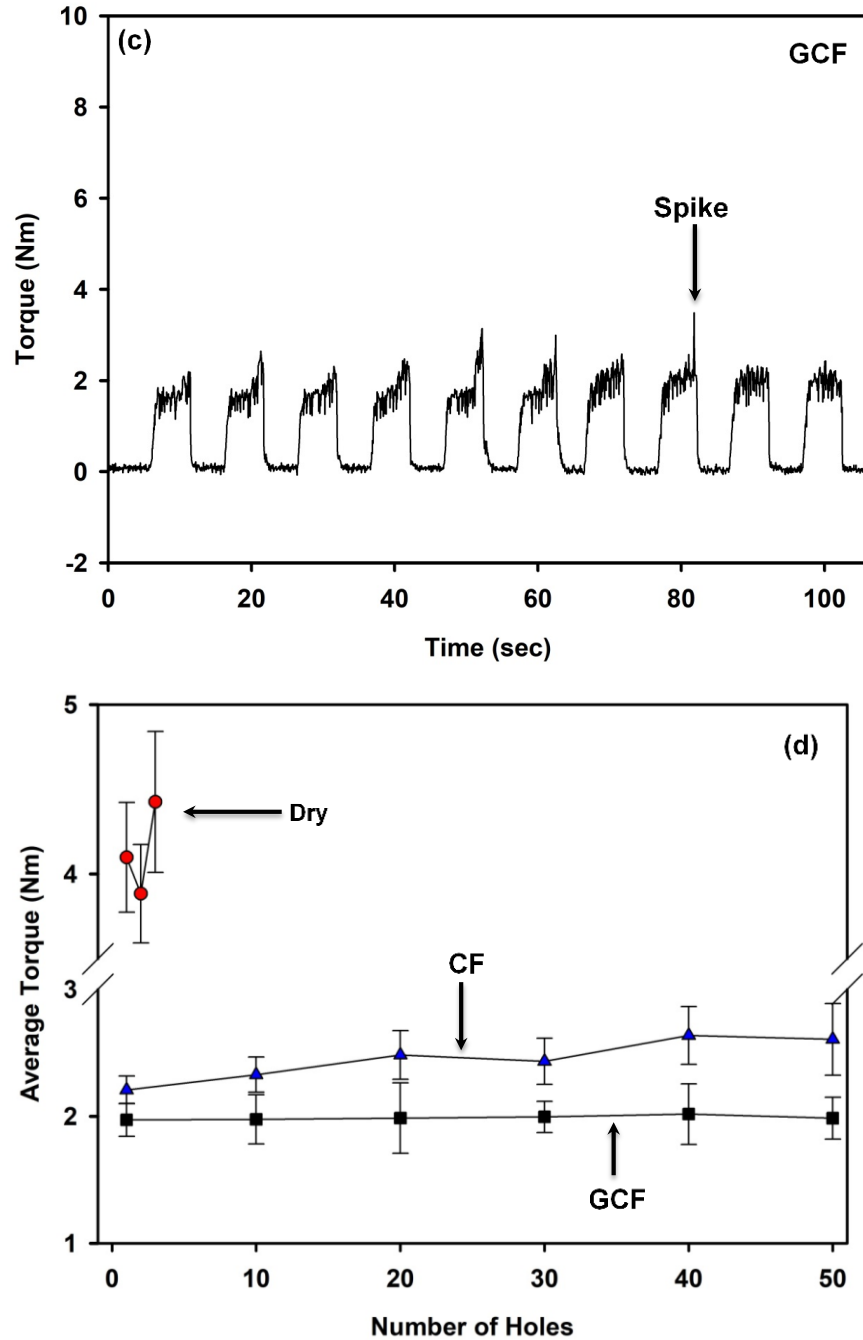 (c)
GCF
10
8
6
4
2
0
-2
Torque (Nm)
Spike
0 20 40 60 80 100
Time (sec)
(d)
5
4
3
2
1
Average Torque (Nm)
Dry
CF
GCF
0 10 20 30 40 50
Number of Holes